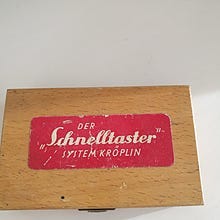 DER
„Schnelltaster“
SYSTEM KRÖPLIN